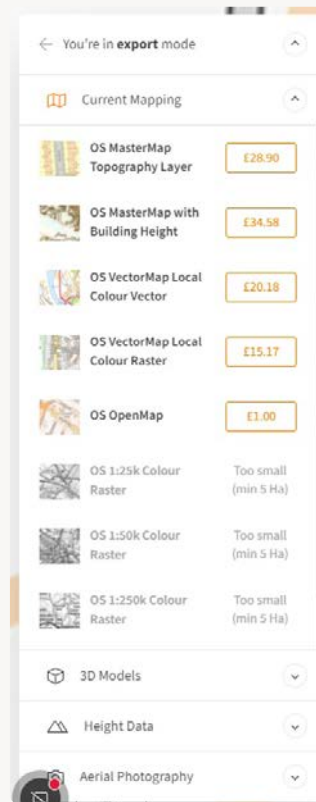 You're in export mode
Current Mapping
OS MasterMap
Topography Layer
£28.90
OS MasterMap with
Building Height
£34.58
OS VectorMap Local
Colour Vector
£20.18
OS VectorMap Local
Colour Raster
£15.17
OS OpenMap
£1.00
OS 1:25k Colour
Raster
Too small
(min 5 Ha)
OS 1:50k Colour
Raster
Too small
(min 5 Ha)
OS 1:250k Colour
Raster
Too small
(min 5 Ha)
3D Models
Height Data
Aerial Photography